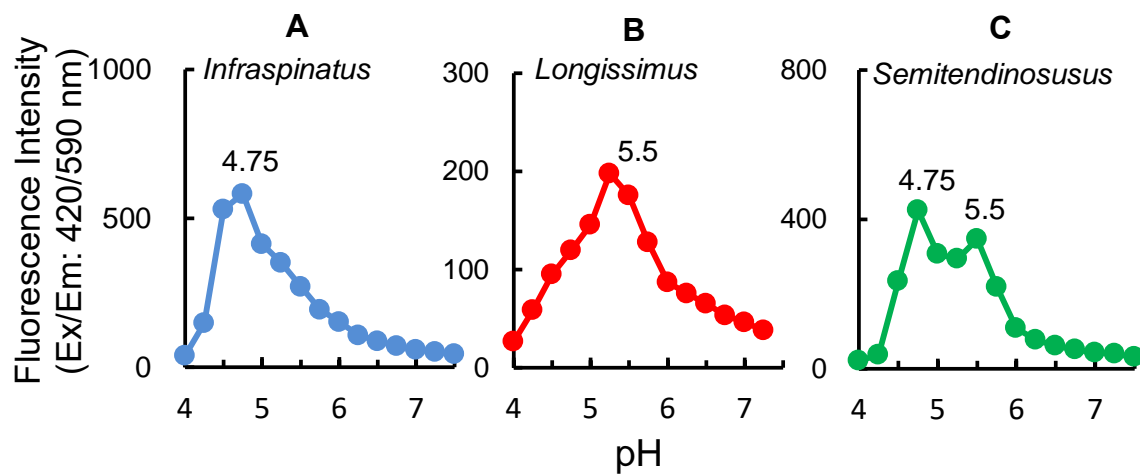 A
B
C
Fluorescence Intensity
(Ex/Em: 420/590 nm)
Infraspinatus
1000
500
0
4.75
4 5 6 7
Longissimus
300
200
100
0
5.5
4 5 6 7
Semitendinosusus
800
400
0
4.75
5.5
4 5 6 7
pH